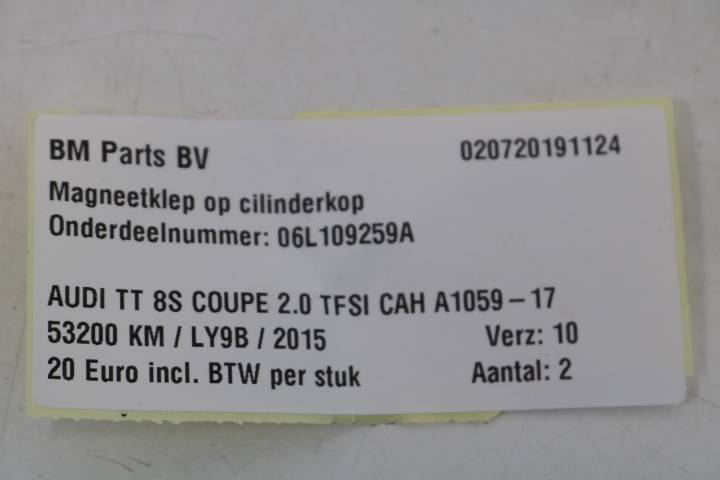 BM Parts BV 020720191124
Magneetklep op cilinderkop
Onderdeelnummer: 06L109259A
AUDI TT 8S COUPE 2.0 TFSI CAH A1059 – 17
53200 KM / LY9B / 2015 Verz: 10
20 Euro incl. BTW per stuk Aantal: 2